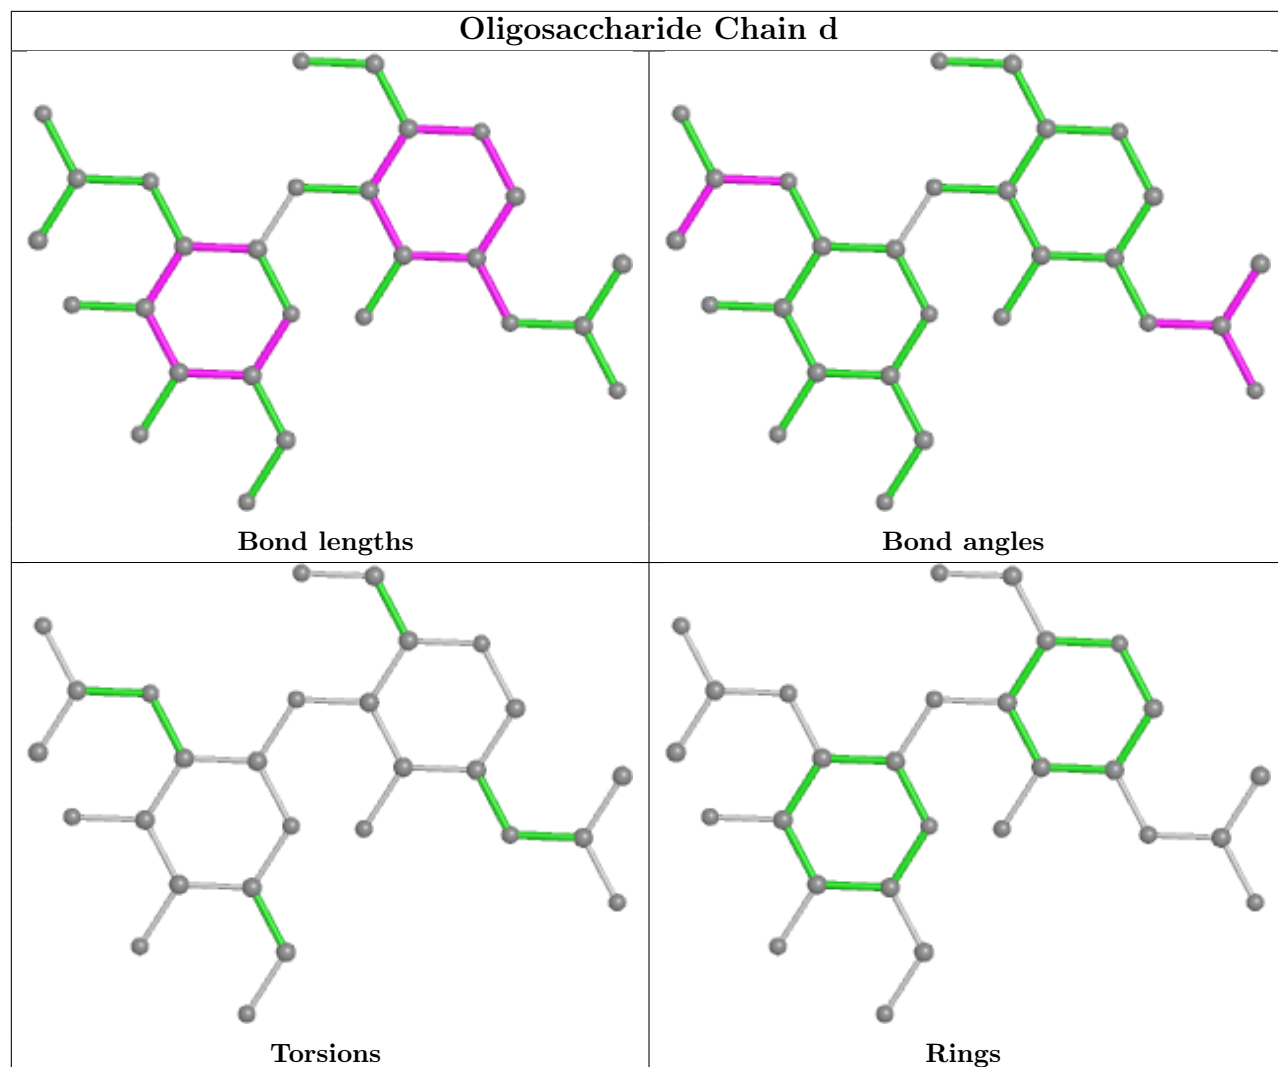 Oligosaccharide Chain d
Bond lengths
Bond angles
Torsions
Rings